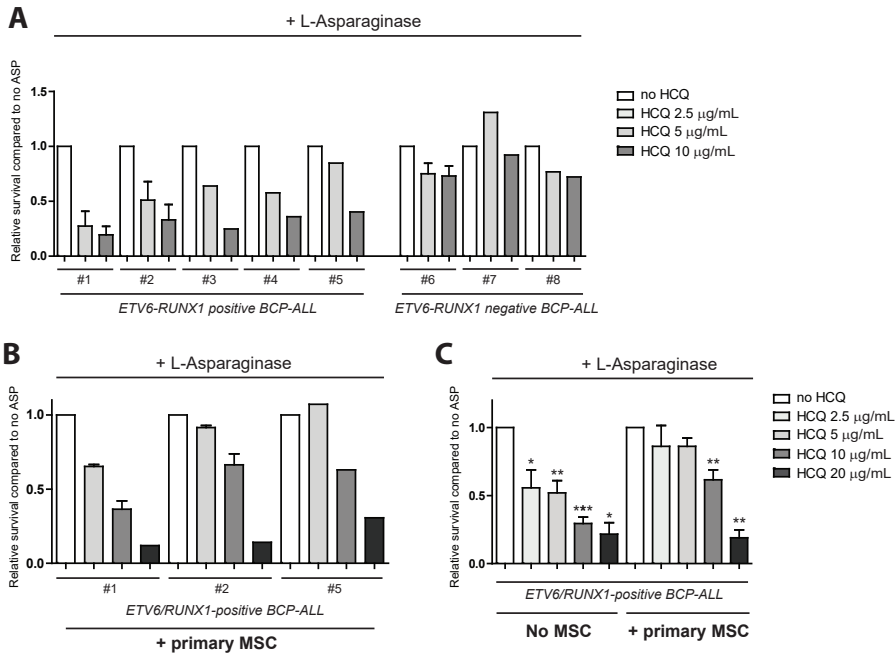 A
+ L-Asparaginase
Relative survival compared to no ASP
1.5
1.0
0.5
0.0
#1 #2 #3 #4 #5 #6 #7 #8
ETV6-RUNX1 positive BCP-ALL ETV6-RUNX1 negative BCP-ALL
no HCQ
HCQ 2.5 μg/mL
HCQ 5 μg/mL
HCQ 10 μg/mL
B
+ L-Asparaginase
Relative survival compared to no ASP
1.0
0.5
0.0
#1 #2 #5
ETV6/RUNX1-positive BCP-ALL
+ primary MSC
C
+ L-Asparaginase
Relative survival compared to no ASP
1.0
0.5
0.0
* ** *** * ** **
ETV6/RUNX1-positive BCP-ALL
No MSC + primary MSC
no HCQ
HCQ 2.5 μg/mL
HCQ 5 μg/mL
HCQ 10 μg/mL
HCQ 20 μg/mL